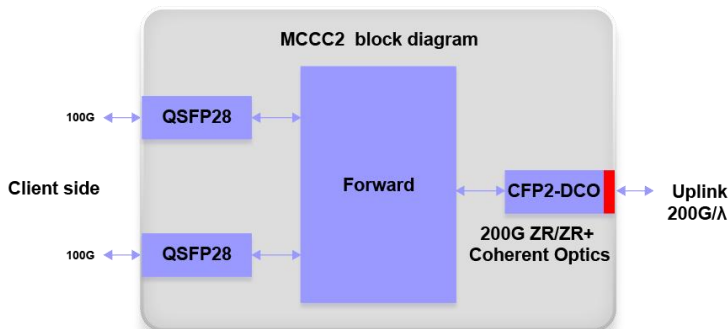 MCCC2 block diagram
100G
QSFP28
Client side
Forward
CFP2-DCO
Uplink
200G/λ
200G ZR/ZR+
Coherent Optics
100G
QSFP28